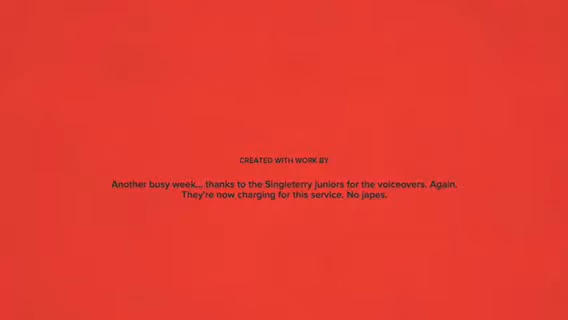 CREATED WITH WORK BY
Another busy week... thanks to the Singleterry juniors for the voiceovers. Again.
They're now charging for this service. No japes.